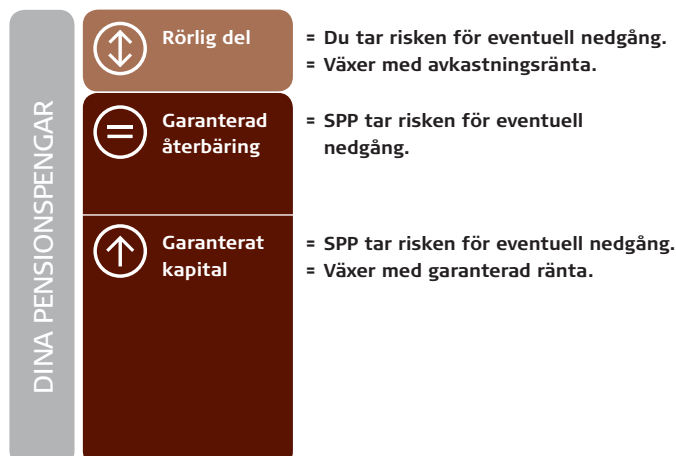 DINA PENSIONSPENGAR
Rörlig del
= Du tar risken för eventuell nedgång.
= Växer med avkastningsränta.
Garanterad
återbäring
= SPP tar risken för eventuell
nedgång.
Garanterat
kapital
= SPP tar risken för eventuell nedgång.
= Växer med garanterad ränta.